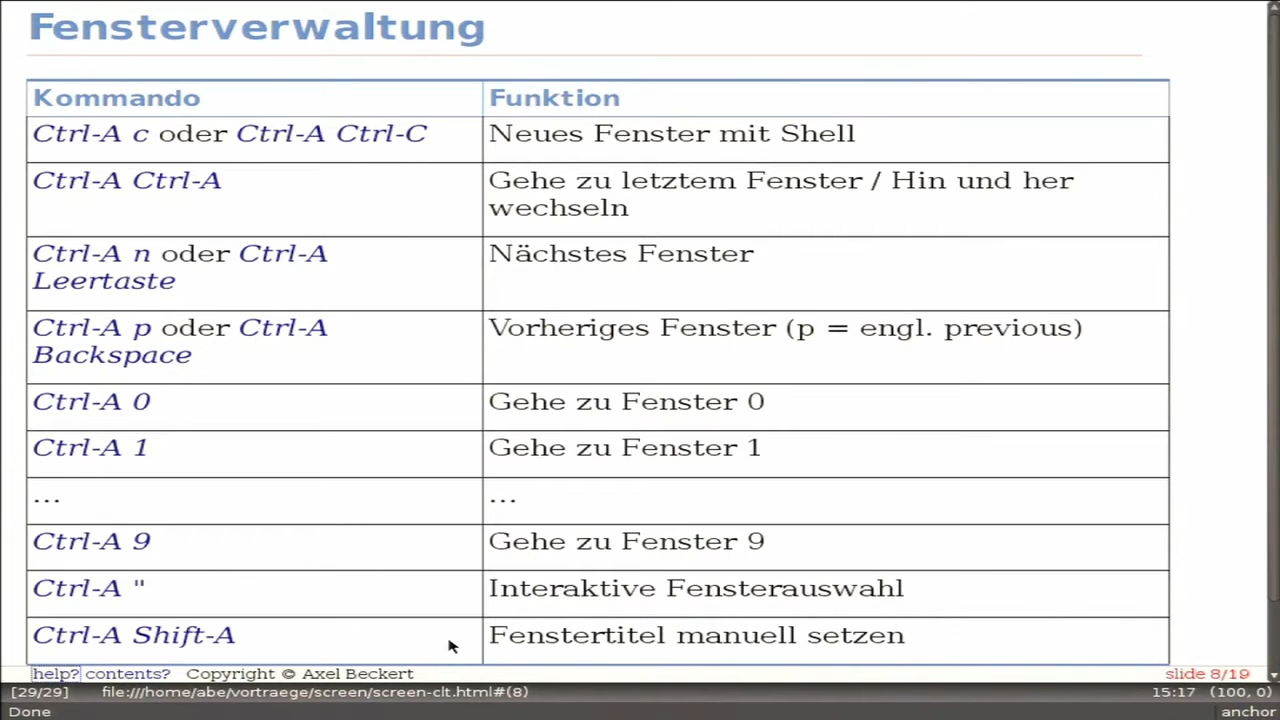 Fensterverwaltung
Kommando Funktion
Ctrl-A c oder Ctrl-A Ctrl-C Neues Fenster mit Shell
Ctrl-A Ctrl-A Gehe zu letztem Fenster / Hin und her
wechseln
Ctrl-A n oder Ctrl-A Nächstes Fenster
Leertaste
Ctrl-A p oder Ctrl-A Vorheriges Fenster (p = engl. previous)
Backspace
Ctrl-A 0 Gehe zu Fenster 0
Ctrl-A 1 Gehe zu Fenster 1
... ...
Ctrl-A 9 Gehe zu Fenster 9
Ctrl-A " Interaktive Fensterauswahl
Ctrl-A Shift-A Fenstertitel manuell setzen
help? contents? Copyright © Axel Beckert slide 8/19
[29/29] file:///home/abe/vortraege/screen/screen-clt.html#(8) 15:17 (100, 0)
Done anchor